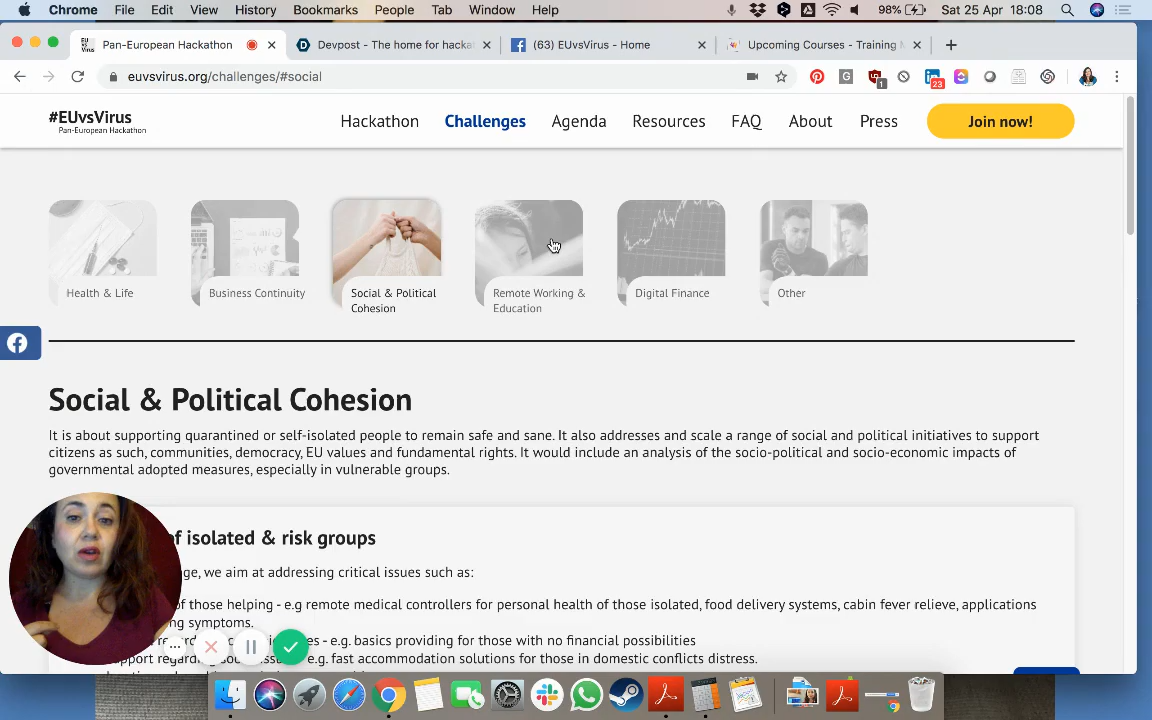 Chrome File Edit View History Bookmarks People Tab Window Help 98% Sat 25 Apr 18:08
EU vs Virus Pan-European Hackathon Devpost - The home for hacka (63) EUvsVirus - Home Upcoming Courses - Training M
euvsvirus.org/challenges/#social 1 23
#EUvsVirus
Pan-European Hackathon
Hackathon Challenges Agenda Resources FAQ About Press Join now!
Health & Life
Business Continuity
Social & Political
Cohesion
Remote Working &
Education
Digital Finance
Other
Social & Political Cohesion
It is about supporting quarantined or self-isolated people to remain safe and sane. It also addresses and scale a range of social and political initiatives to support
citizens as such, communities, democracy, EU values and fundamental rights. It would include an analysis of the socio-political and socio-economic impacts of
governmental adopted measures, especially in vulnerable groups.
of isolated & risk groups
ge, we aim at addressing critical issues such as:
of those helping - e.g remote medical controllers for personal health of those isolated, food delivery systems, cabin fever relieve, applications
ng symptoms.
es - e.g. basics providing for those with no financial possibilities
e.g. fast accommodation solutions for those in domestic conflicts distress.